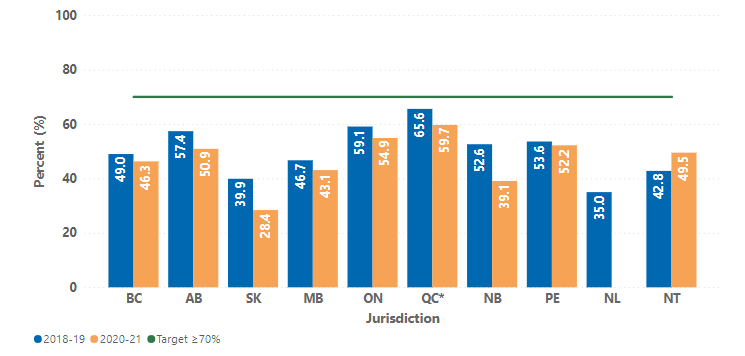 100
80
60
40
20
0
Percent (%)
49.0 46.3 57.4 50.9 39.9 28.4 46.7 43.1 59.1 54.9 65.6 59.7 52.6 39.1 53.6 52.2 35.0 42.8 49.5
BC AB SK MB ON QC* NB PE NL NT
Jurisdiction
2018-19 2020-21 Target ≥70%